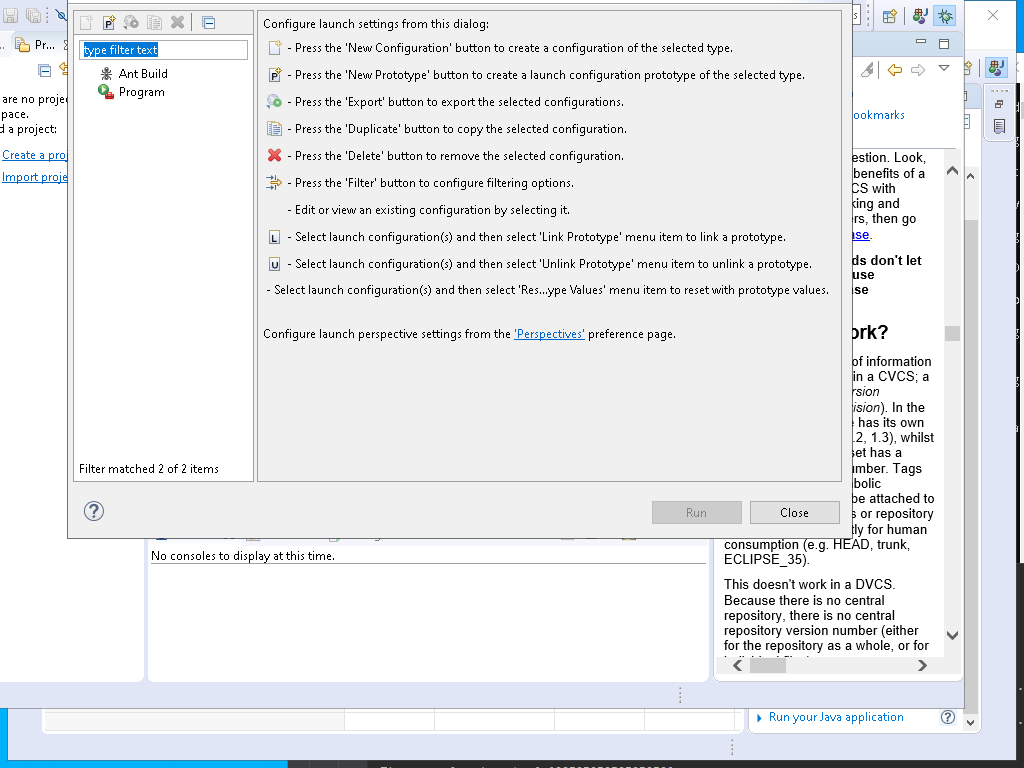 Configure launch settings from this dialog:
- Press the 'New Configuration' button to create a configuration of the selected type.
- Press the 'New Prototype' button to create a launch configuration prototype of the selected type.
- Press the 'Export' button to export the selected configurations.
- Press the 'Duplicate' button to copy the selected configuration.
- Press the 'Delete' button to remove the selected configuration.
- Press the 'Filter' button to configure filtering options.
- Edit or view an existing configuration by selecting it.
L - Select launch configuration(s) and then select 'Link Prototype' menu item to link a prototype.
U - Select launch configuration(s) and then select 'Unlink Prototype' menu item to unlink a prototype.
- Select launch configuration(s) and then select 'Res...ype Values' menu item to reset with prototype values.
Configure launch perspective settings from the 'Perspectives' preference page.
type filter text
Ant Build
Program
Filter matched 2 of 2 items
Run
Close
Pr...
are no proje
pace.
d a project:
Create a proj
Import proje
No consoles to display at this time.
ookmarks
estion. Look,
benefits of a
CS with
king and
ers, then go
ase.
ds don't let
use
ase
ork?
of information
in a CVCS; a
rsion
ision). In the
e has its own
.2, 1.3), whilst
set has a
umber. Tags
bolic
be attached to
s or repository
tly for human
consumption (e.g. HEAD, trunk,
ECLIPSE_35).
This doesn't work in a DVCS.
Because there is no central
repository, there is no central
repository version number (either
for the repository as a whole, or for
Run your Java application